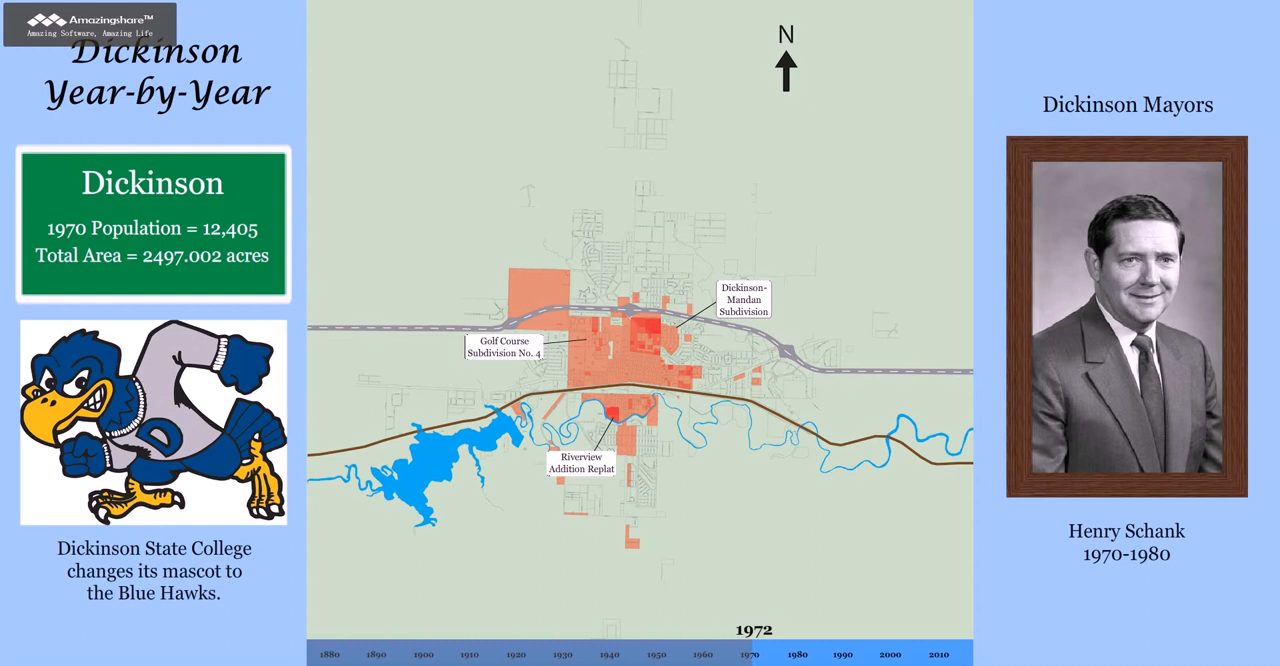 Amazingshare™
Amazing Software, Amazing Life
Dickinson
Year-by-Year
Dickinson
1970 Population = 12,405
Total Area = 2497.002 acres
D
Dickinson State College
changes its mascot to
the Blue Hawks.
N
Dickinson-
Mandan
Subdivision
Golf Course
Subdivision No. 4
Riverview
Addition Replat
1972
1880 1890 1900 1910 1920 1930 1940 1950 1960 1970 1980 1990 2000 2010
Dickinson Mayors
Henry Schank
1970-1980